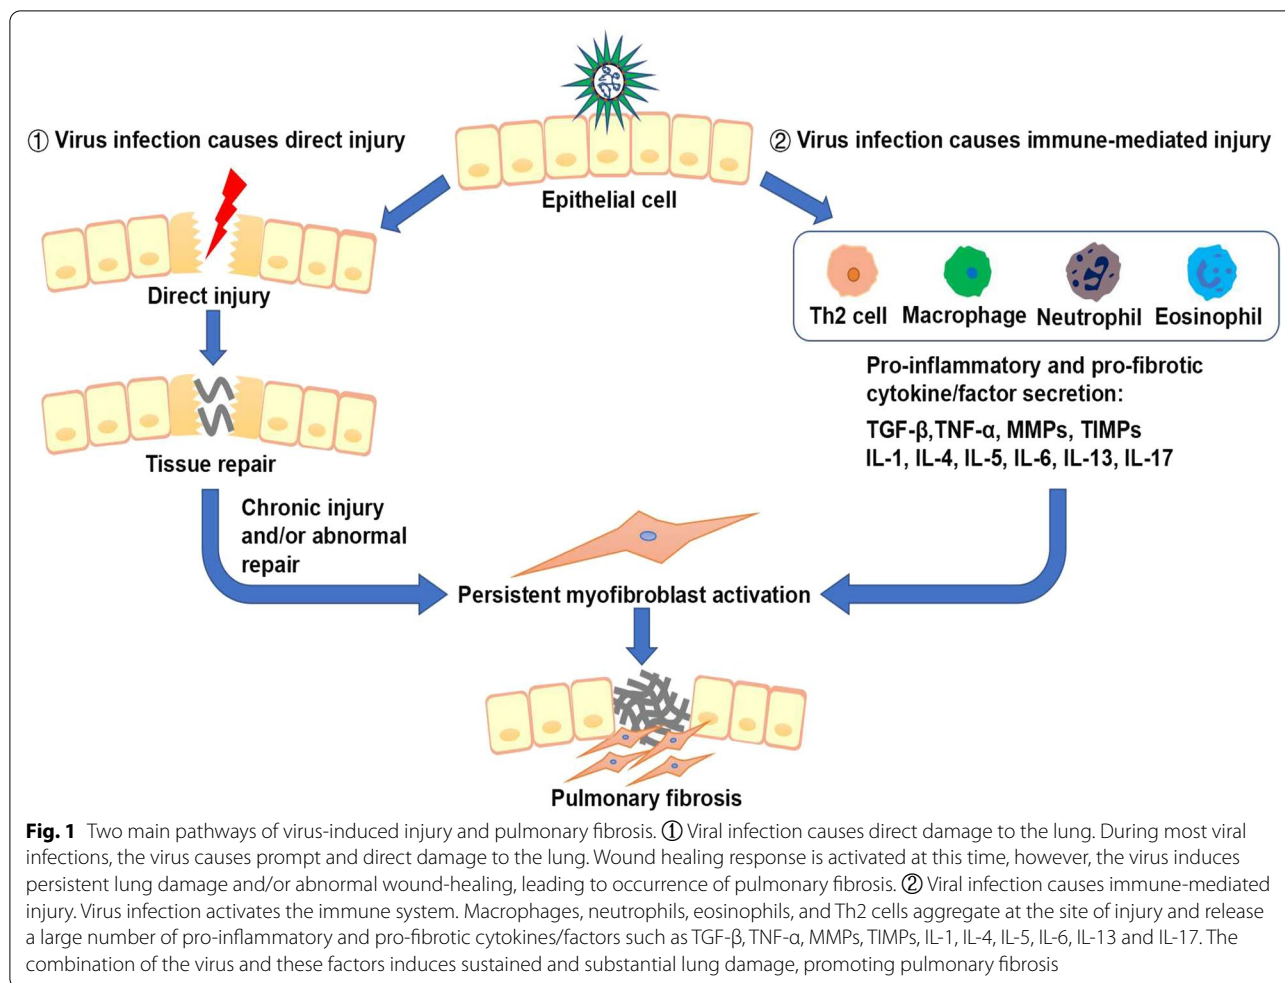 ① Virus infection causes direct injury
② Virus infection causes immune-mediated injury
Epithelial cell
Direct injury
Th2 cell Macrophage Neutrophil Eosinophil
Pro-inflammatory and pro-fibrotic
cytokine/factor secretion:
TGF-β,TNF-α, MMPs, TIMPs
IL-1, IL-4, IL-5, IL-6, IL-13, IL-17
Tissue repair
Chronic injury
and/or abnormal
repair
Persistent myofibroblast activation
Pulmonary fibrosis
Fig. 1 Two main pathways of virus-induced injury and pulmonary fibrosis. ① Viral infection causes direct damage to the lung. During most viral
infections, the virus causes prompt and direct damage to the lung. Wound healing response is activated at this time, however, the virus induces
persistent lung damage and/or abnormal wound-healing, leading to occurrence of pulmonary fibrosis. ② Viral infection causes immune-mediated
injury. Virus infection activates the immune system. Macrophages, neutrophils, eosinophils, and Th2 cells aggregate at the site of injury and release
a large number of pro-inflammatory and pro-fibrotic cytokines/factors such as TGF-β, TNF-α, MMPs, TIMPs, IL-1, IL-4, IL-5, IL-6, IL-13 and IL-17. The
combination of the virus and these factors induces sustained and substantial lung damage, promoting pulmonary fibrosis